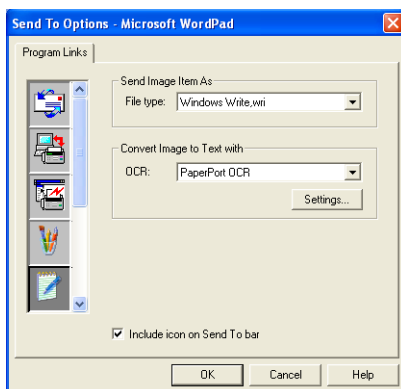 Send To Options - Microsoft WordPad
Program Links
Send Image Item As
File type: Windows Write,wri
Convert Image to Text with
OCR: PaperPort OCR
Settings...
Include icon on Send To bar
OK Cancel Help